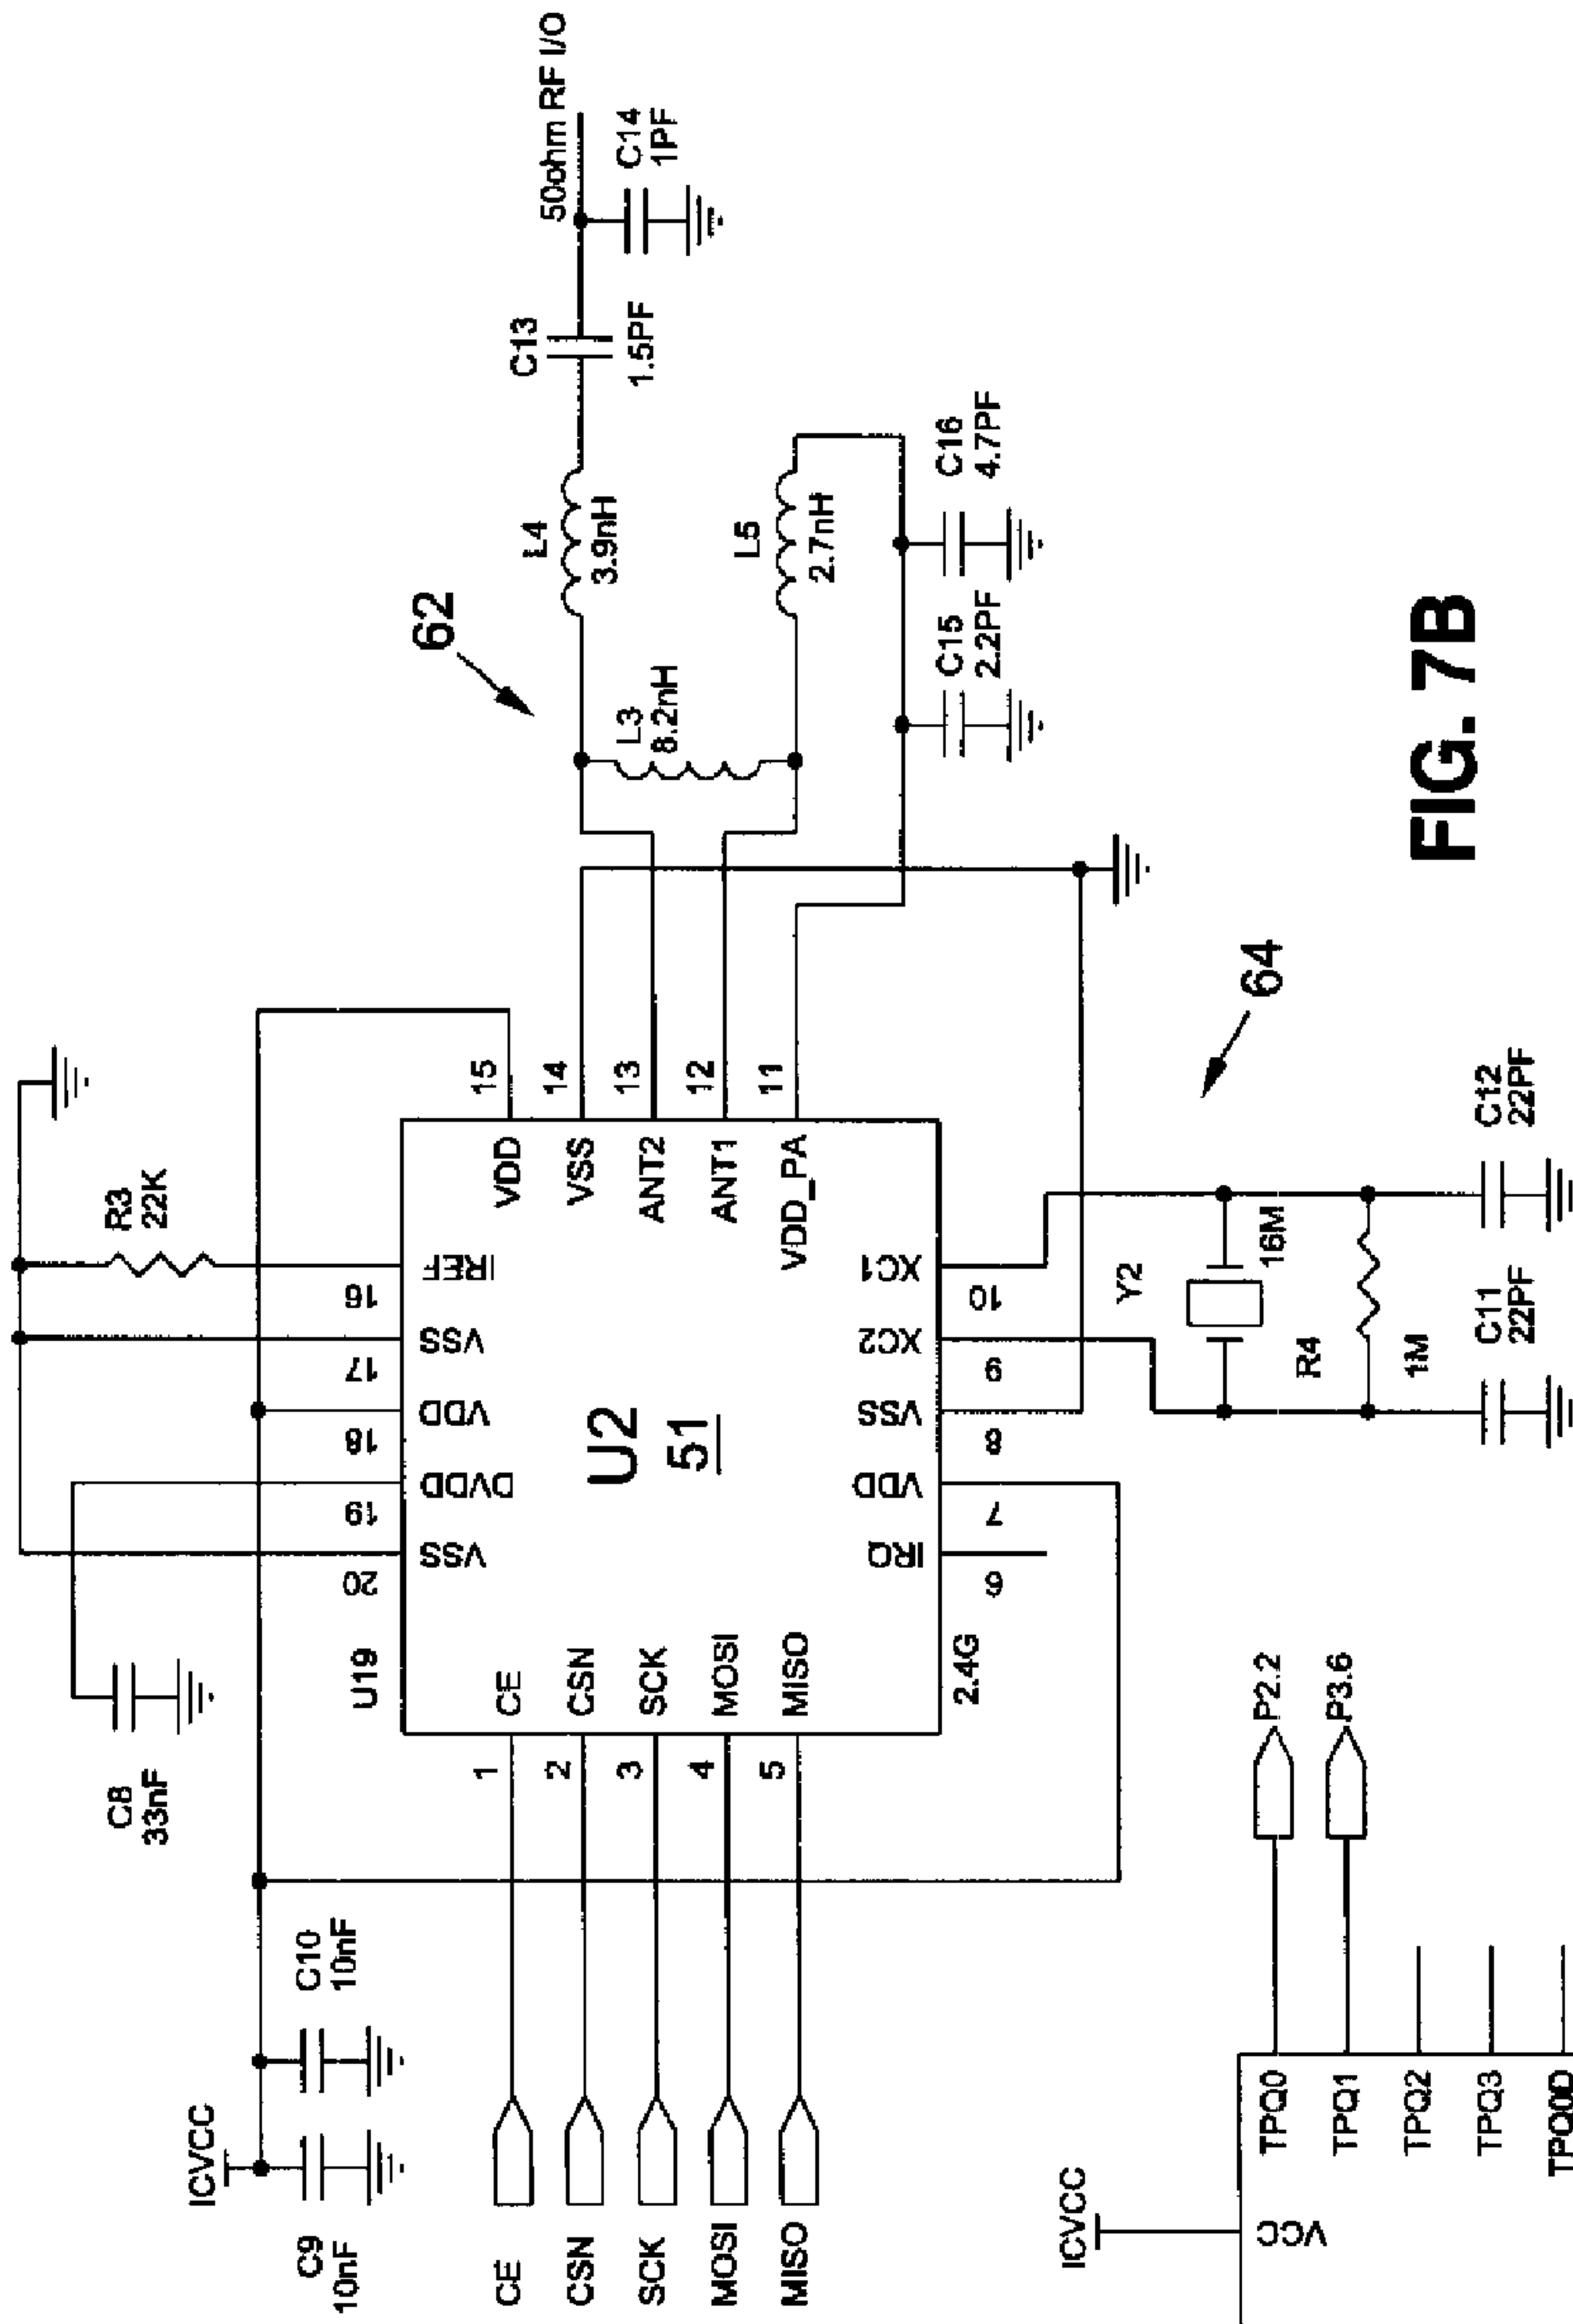 ICVCC
C9
10nF
C10
10nF
C8
33nF
R3
22K
CE
CSN
SCK
MOSI
MISO
1
2
3
4
5
U19
CE
CSN
SCK
MOSI
MISO
2.4G
20
19
18
17
16
VSS
DVDD
VDD
VSS
IREF
U2
51
VDD
VSS
ANT2
ANT1
VDD_PA
15
14
13
12
11
IRQ
VDD
VSS
XC2
XC1
6
7
8
9
10
62
L3
8.2nH
L4
3.9nH
C13
1.5PF
50ohm RF I/O
C14
1PF
L5
2.7nH
C15
2.2PF
C16
4.7PF
64
Y2
16M
R4
1M
C11
22PF
C12
22PF
ICVCC
VCC
TPQ0
TPQ1
TPQ2
TPQ3
TPQ0D
P2.2
P3.6
FIG. 7B